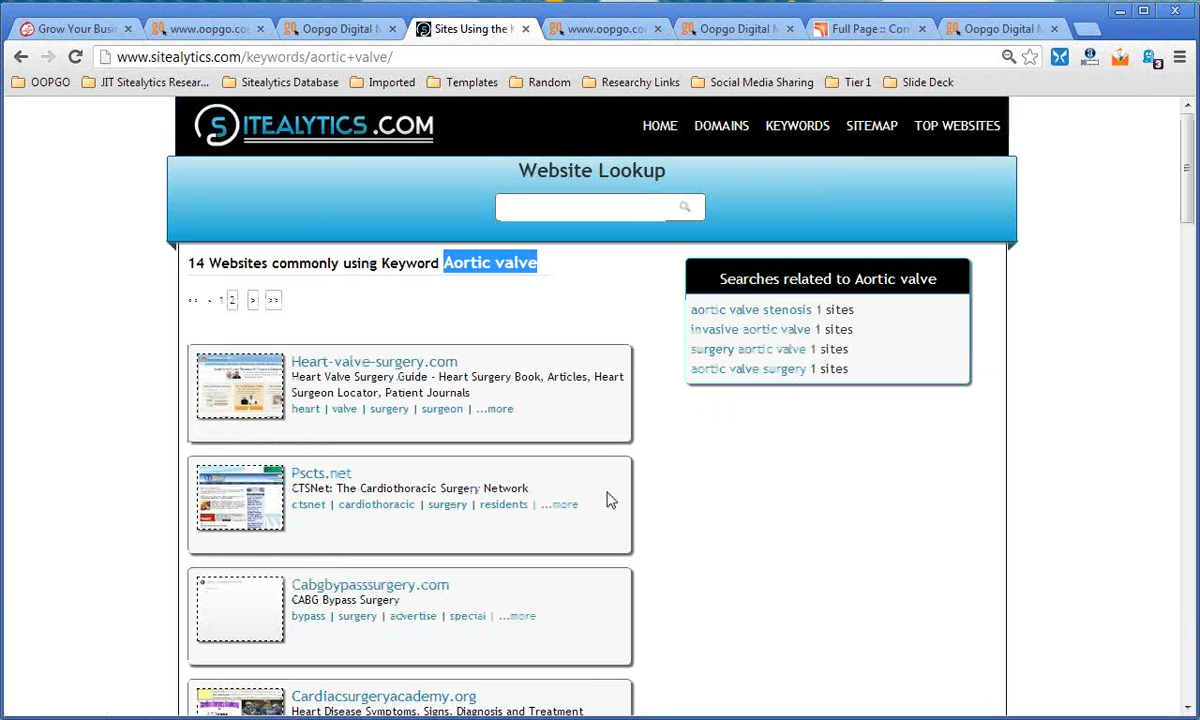 Grow Your Busi
www.oopgo.co
Oopgo Digital
Sites Using the K
www.oopgo.co
Oopgo Digital
Full Page :: Con
Oopgo Digital
www.sitealytics.com/keywords/aortic+valve/
3
OOPGO
JIT Sitealytics Resear...
Sitealytics Database
Imported
Templates
Random
Researchy Links
Social Media Sharing
Tier 1
Slide Deck
SITEALYTICS.COM
HOME
DOMAINS
KEYWORDS
SITEMAP
TOP WEBSITES
Website Lookup
14 Websites commonly using Keyword Aortic valve
<< < 1 2 > >>
Searches related to Aortic valve
aortic valve stenosis 1 sites
invasive aortic valve 1 sites
surgery aortic valve 1 sites
aortic valve surgery 1 sites
Heart-valve-surgery.com
Heart Valve Surgery Guide - Heart Surgery Book, Articles, Heart
Surgeon Locator, Patient Journals
heart | valve | surgery | surgeon | ...more
Pscts.net
CTSNet: The Cardiothoracic Surgery Network
ctsnet | cardiothoracic | surgery | residents | ...more
Cabgbypasssurgery.com
CABG Bypass Surgery
bypass | surgery | advertise | special | ...more
Cardiacsurgeryacademy.org
Heart Disease Symptoms, Signs, Diagnosis and Treatment